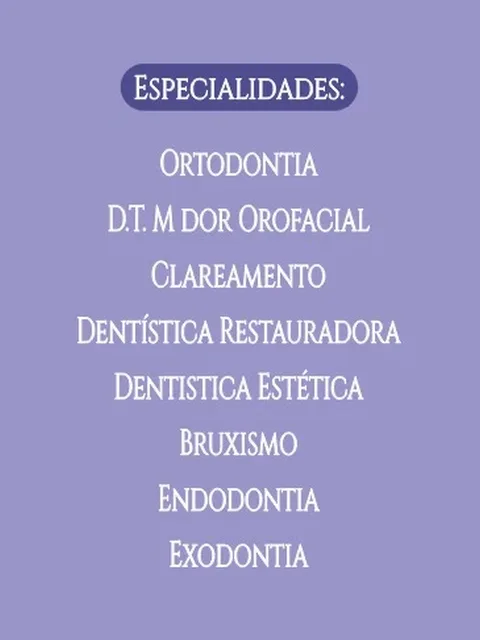 Especialidades:
Ortodontia
D.T. M dor Orofacial
Clareamento
Dentística Restauradora
Dentistica Estética
Bruxismo
Endodontia
Exodontia